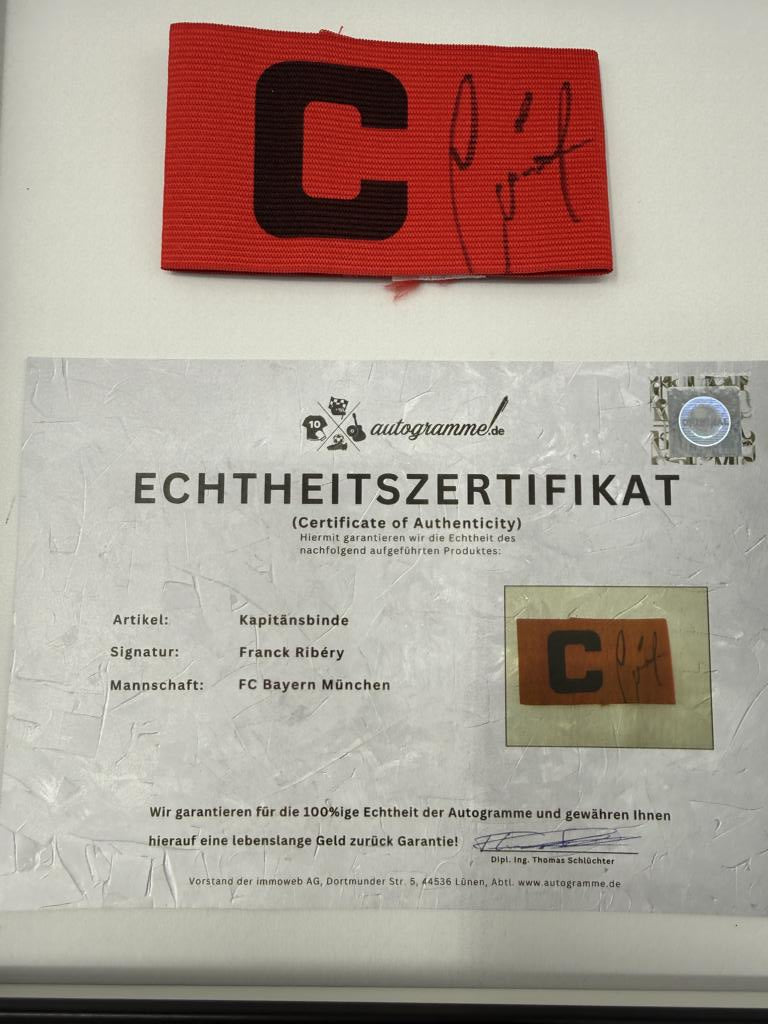 C
10
autogramme!.de
ORIGINAL
ECHTHEITSZERTIFIKAT
(Certificate of Authenticity)
Hiermit garantieren wir die Echtheit des
nachfolgend aufgeführten Produktes:
Artikel: Kapitänsbinde
Signatur: Franck Ribéry
Mannschaft: FC Bayern München
C
Wir garantieren für die 100%ige Echtheit der Autogramme und gewähren Ihnen
hierauf eine lebenslange Geld zurück Garantie!
Dipl. Ing. Thomas Schlüchter
Vorstand der immoweb AG, Dortmunder Str. 5, 44536 Lünen, Abtl. www.autogramme.de